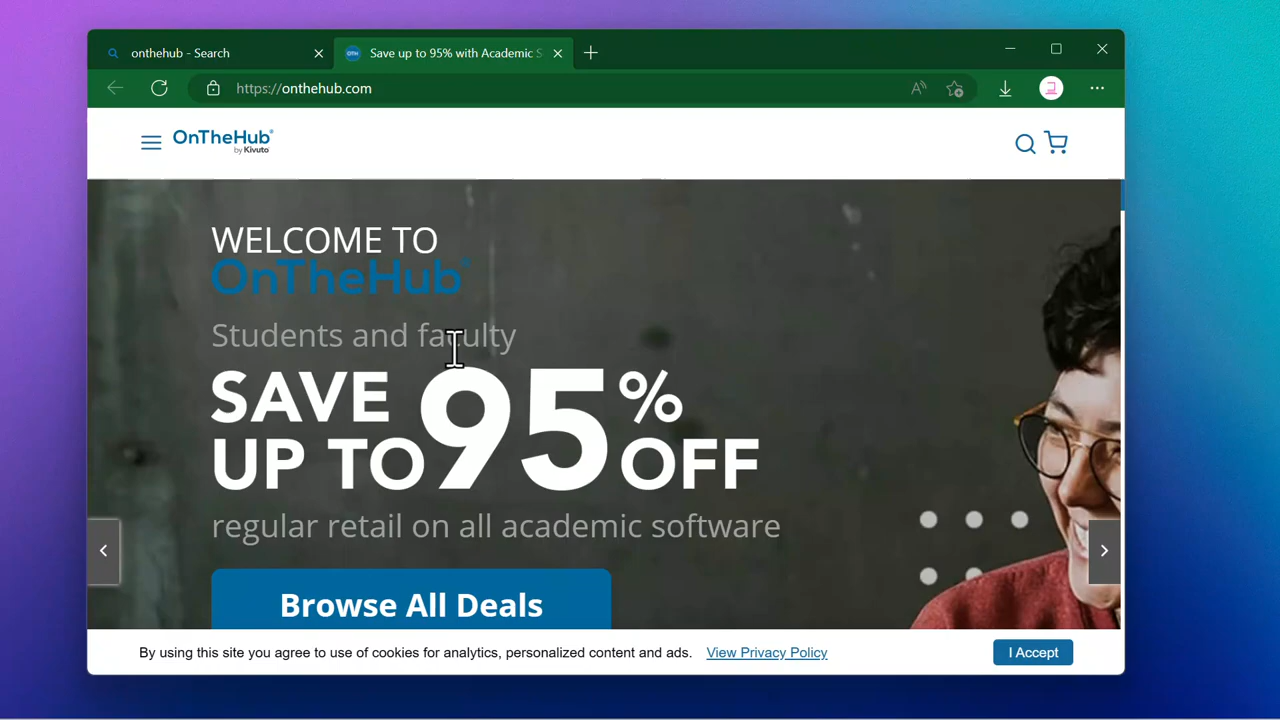 onthehub - Search
Save up to 95% with Academic S
https://onthehub.com
OnTheHub®
by Kivuto
WELCOME TO
OnTheHub®
Students and faculty
SAVE UP TO 95% OFF
regular retail on all academic software
Browse All Deals
By using this site you agree to use of cookies for analytics, personalized content and ads. View Privacy Policy
I Accept